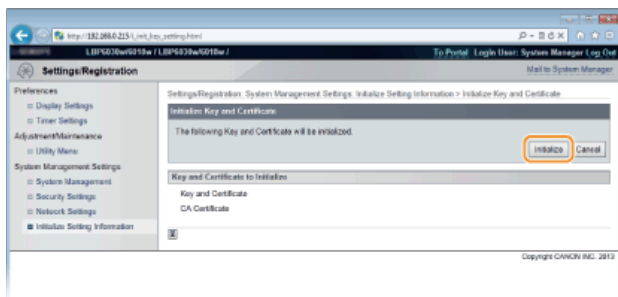 http://192.168.0.215/i_init_key_setting.html
LBP6030w/6018w / LBP6030w/6018w /
To Portal Login User: System Manager Log Out
Settings/Registration
Mail to System Manager
Preferences
Display Settings
Timer Settings
Adjustment/Maintenance
Utility Menu
System Management Settings
System Management
Security Settings
Network Settings
Initialize Setting Information
Settings/Registration: System Management Settings: Initialize Setting Information > Initialize Key and Certificate
Initialize Key and Certificate
The following Key and Certificate will be initialized.
Initialize Cancel
Key and Certificate to Initialize
Key and Certificate
CA Certificate
Copyright CANON INC. 2013